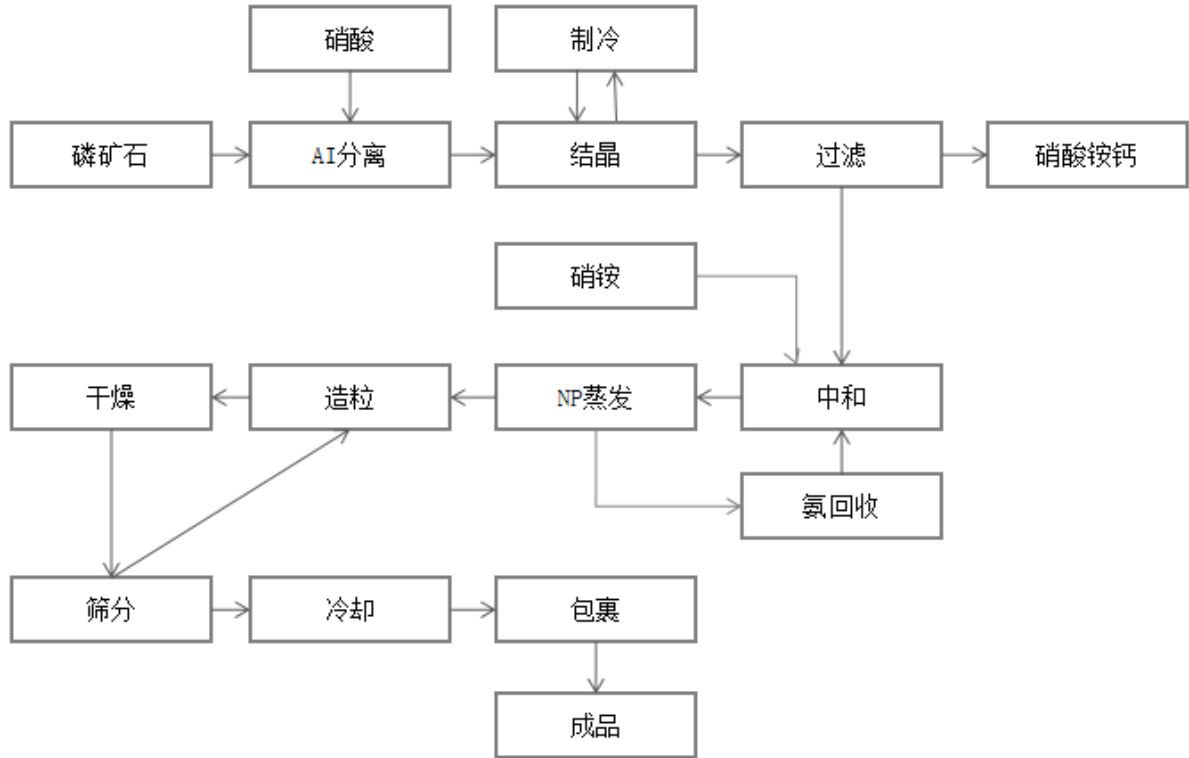 硝酸
制冷
磷矿石
AI分离
结晶
过滤
硝酸铵钙
硝铵
干燥
造粒
NP蒸发
中和
氨回收
筛分
冷却
包裹
成品